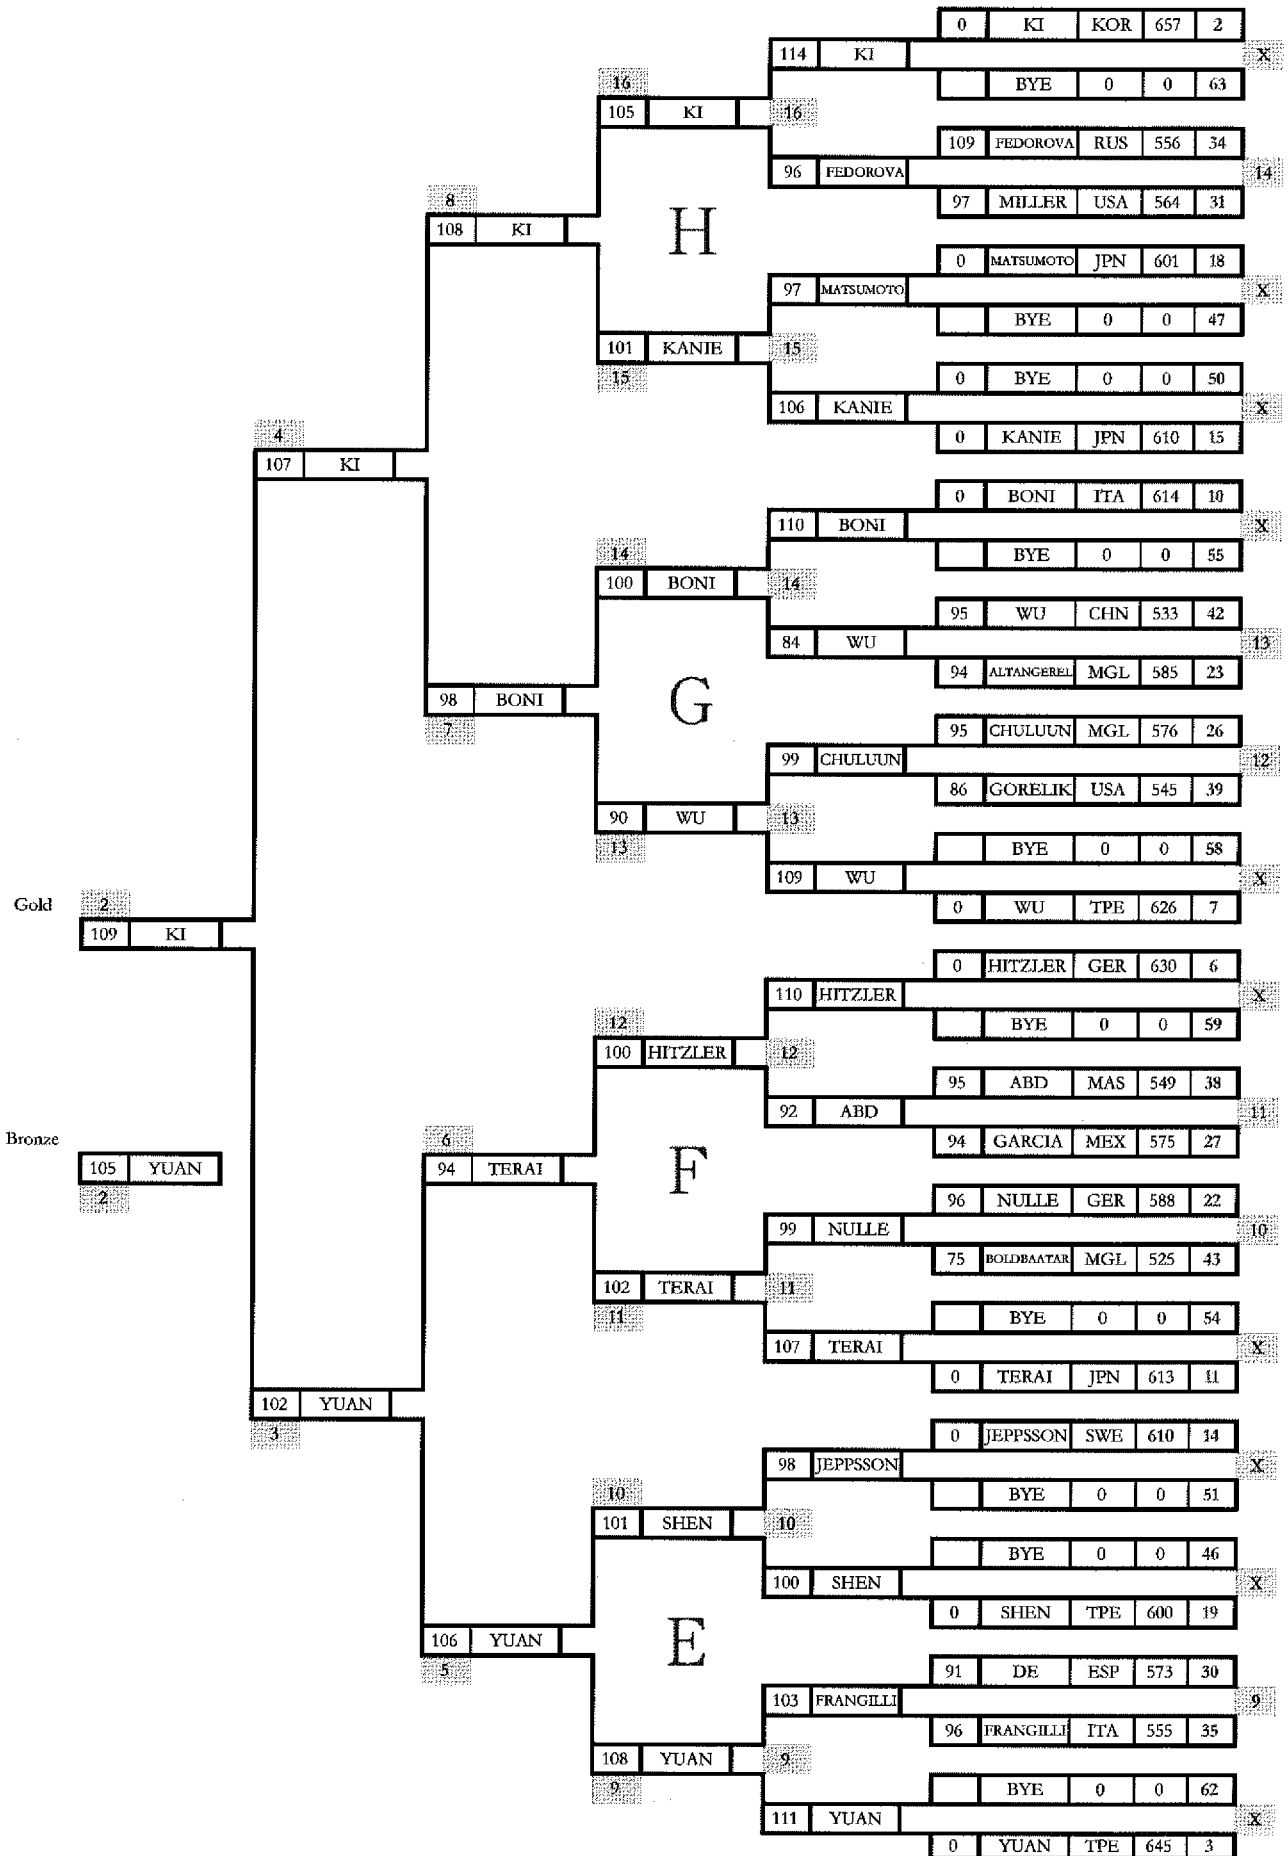 0 KI KOR 657 2
114 KI X
16 BYE 0 0 63
105 KI 16
109 FEDOROVA RUS 556 34
96 FEDOROVA 14
8 97 MILLER USA 564 31
108 KI H
0 MATSUMOTO JPN 601 18
97 MATSUMOTO X
BYE 0 0 47
101 KANIE 15
15 0 BYE 0 0 50
106 KANIE X
4 0 KANIE JPN 610 15
107 KI
0 BONI ITA 614 10
110 BONI X
14 BYE 0 0 55
100 BONI 14
95 WU CHN 533 42
84 WU 13
94 ALTANGEREL MGL 585 23
98 BONI G
7 95 CHULUUN MGL 576 26
99 CHULUUN 12
86 GORELIK USA 545 39
90 WU 13
13 BYE 0 0 58
109 WU X
Gold 2 0 WU TPE 626 7
109 KI
0 HITZLER GER 630 6
110 HITZLER X
12 BYE 0 0 59
100 HITZLER 12
95 ABD MAS 549 38
92 ABD 11
Bronze 6 94 GARCIA MEX 575 27
105 YUAN 94 TERAI F
2 96 NULLE GER 588 22
99 NULLE 10
75 BOLDBAATAR MGL 525 43
102 TERAI 11
11 BYE 0 0 54
107 TERAI X
0 TERAI JPN 613 11
102 YUAN
3 0 JEPPSSON SWE 610 14
98 JEPPSSON X
10 BYE 0 0 51
101 SHEN 10
BYE 0 0 46
100 SHEN X
0 SHEN TPE 600 19
106 YUAN E
5 91 DE ESP 573 30
103 FRANGILLI 9
96 FRANGILLI ITA 555 35
108 YUAN 9
9 BYE 0 0 62
111 YUAN X
0 YUAN TPE 645 3